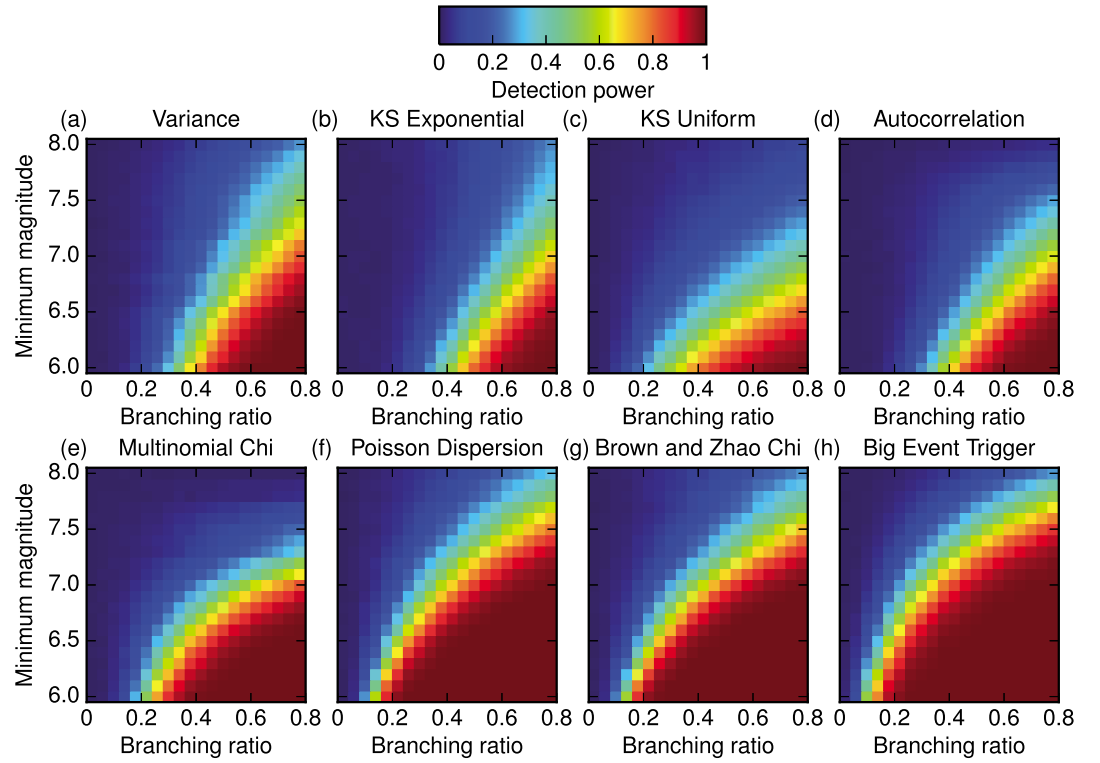 0 0.2 0.4 0.6 0.8 1
Detection power
(a) Variance (b) KS Exponential (c) KS Uniform (d) Autocorrelation
8.0
7.5
7.0
6.5
6.0
Minimum magnitude
0 0.2 0.4 0.6 0.8 0 0.2 0.4 0.6 0.8 0 0.2 0.4 0.6 0.8 0 0.2 0.4 0.6 0.8
Branching ratio Branching ratio Branching ratio Branching ratio
(e) Multinomial Chi (f) Poisson Dispersion (g) Brown and Zhao Chi (h) Big Event Trigger
8.0
7.5
7.0
6.5
6.0
Minimum magnitude
0 0.2 0.4 0.6 0.8 0 0.2 0.4 0.6 0.8 0 0.2 0.4 0.6 0.8 0 0.2 0.4 0.6 0.8
Branching ratio Branching ratio Branching ratio Branching ratio